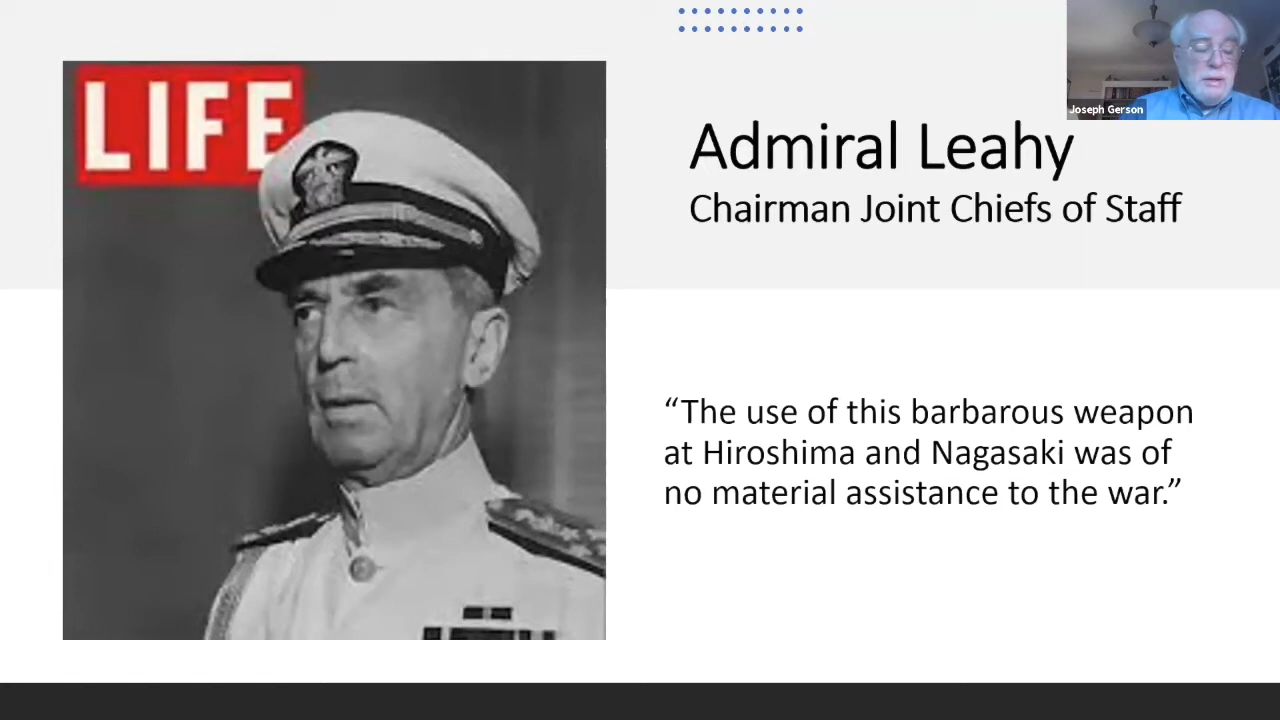 LIFE
Joseph Gerson
Admiral Leahy
Chairman Joint Chiefs of Staff
“The use of this barbarous weapon
at Hiroshima and Nagasaki was of
no material assistance to the war.”